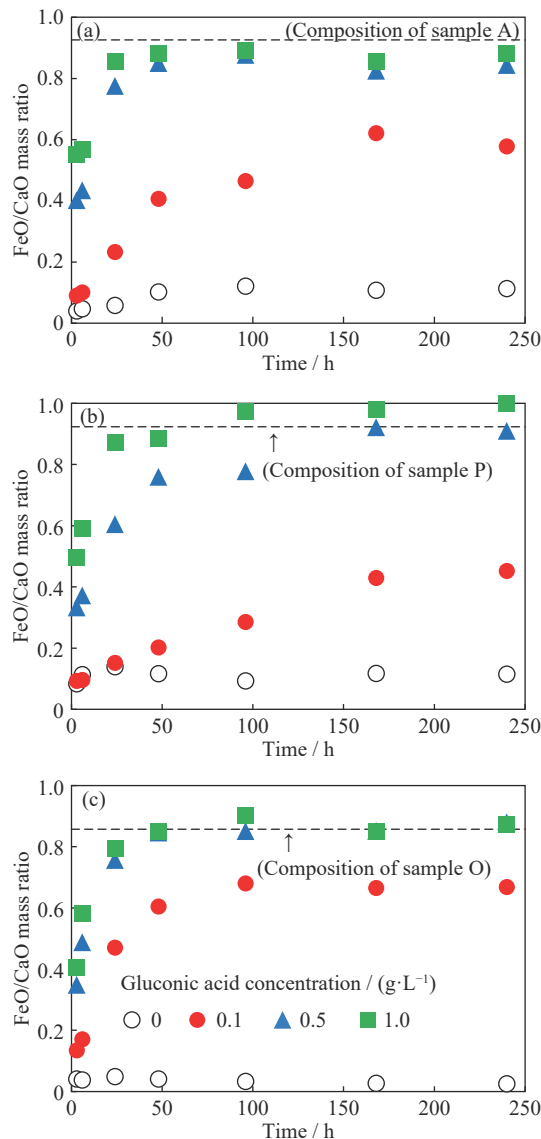 (a)
(Composition of sample A)
FeO/CaO mass ratio
1.0
0.8
0.6
0.4
0.2
0
0 50 100 150 200 250
Time / h
(b)
(Composition of sample P)
↑
FeO/CaO mass ratio
1.0
0.8
0.6
0.4
0.2
0
0 50 100 150 200 250
Time / h
(c)
(Composition of sample O)
↑
FeO/CaO mass ratio
1.0
0.8
0.6
0.4
0.2
0
Gluconic acid concentration / (g·L⁻¹)
0 0.1 0.5 1.0
0 50 100 150 200 250
Time / h